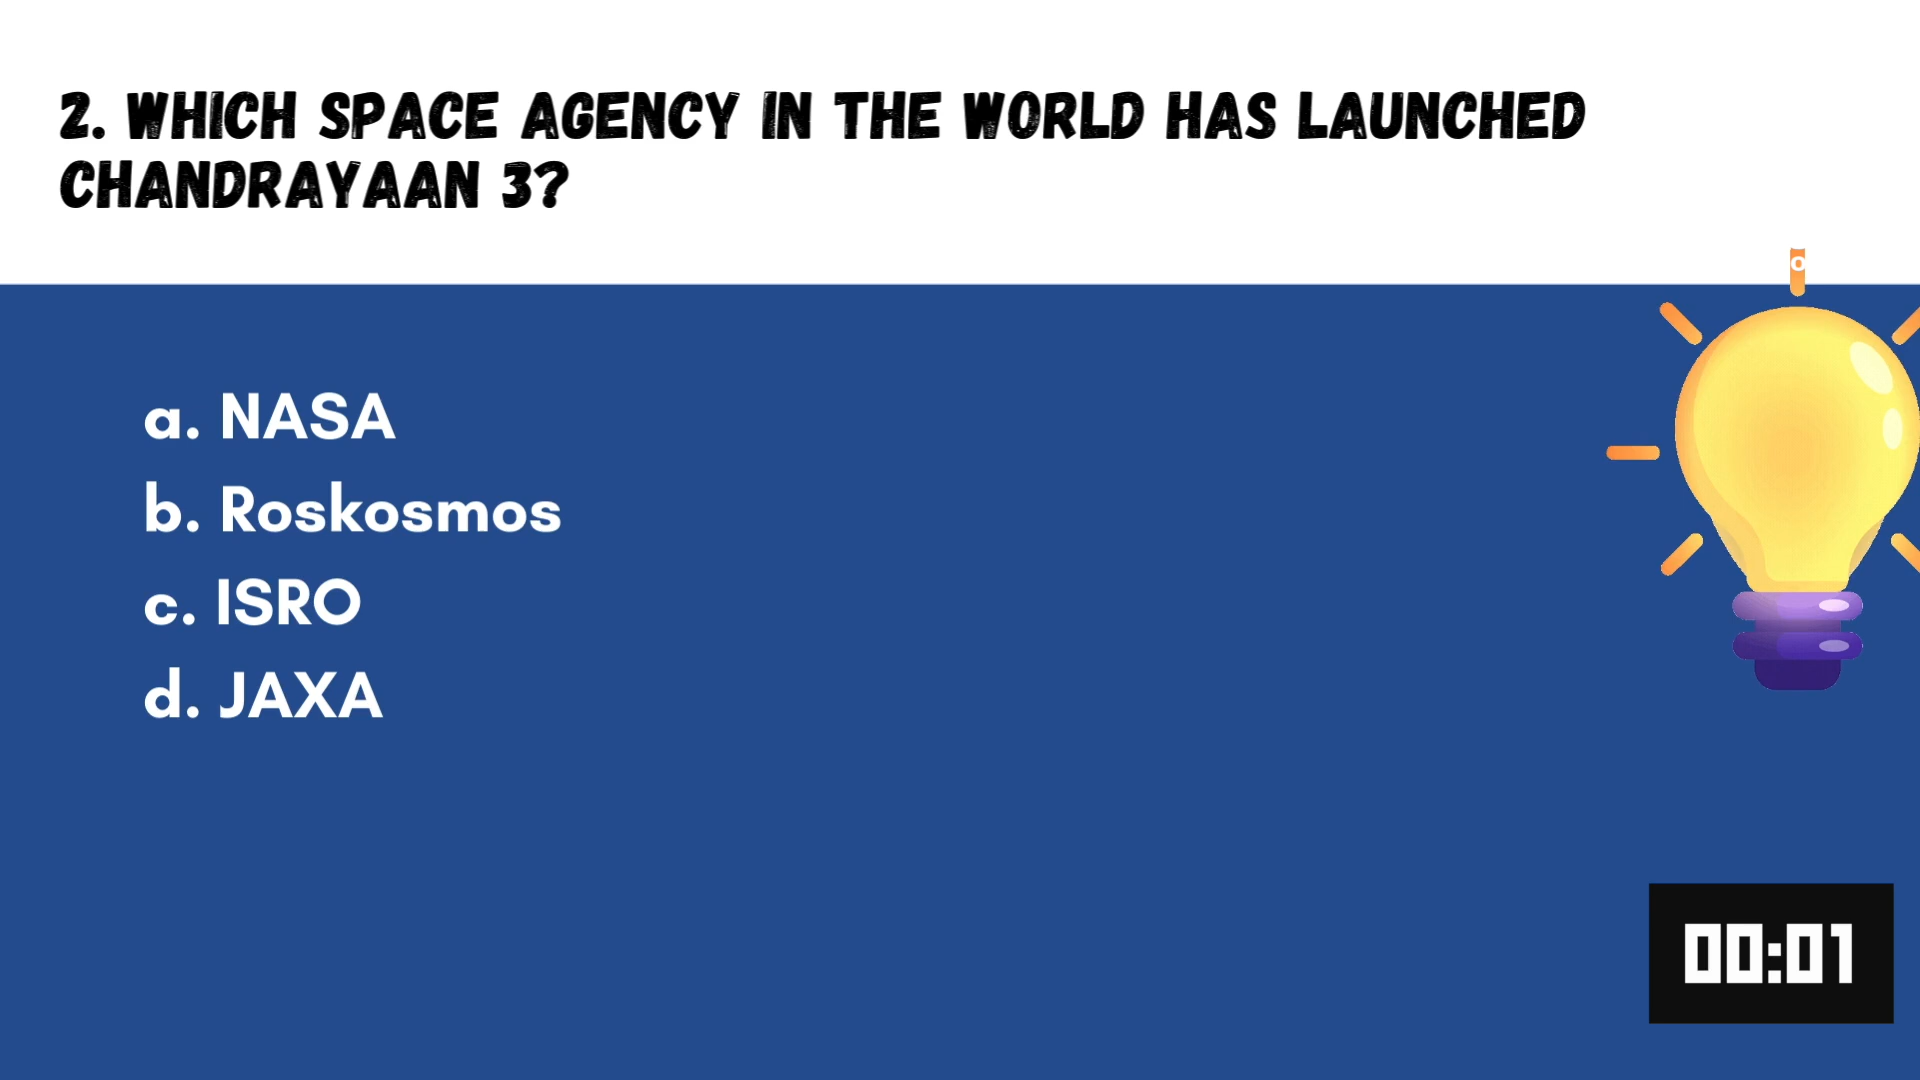 2. WHICH SPACE AGENCY IN THE WORLD HAS LAUNCHED
CHANDRAYAAN 3?
a. NASA
b. Roskosmos
c. ISRO
d. JAXA
00:01